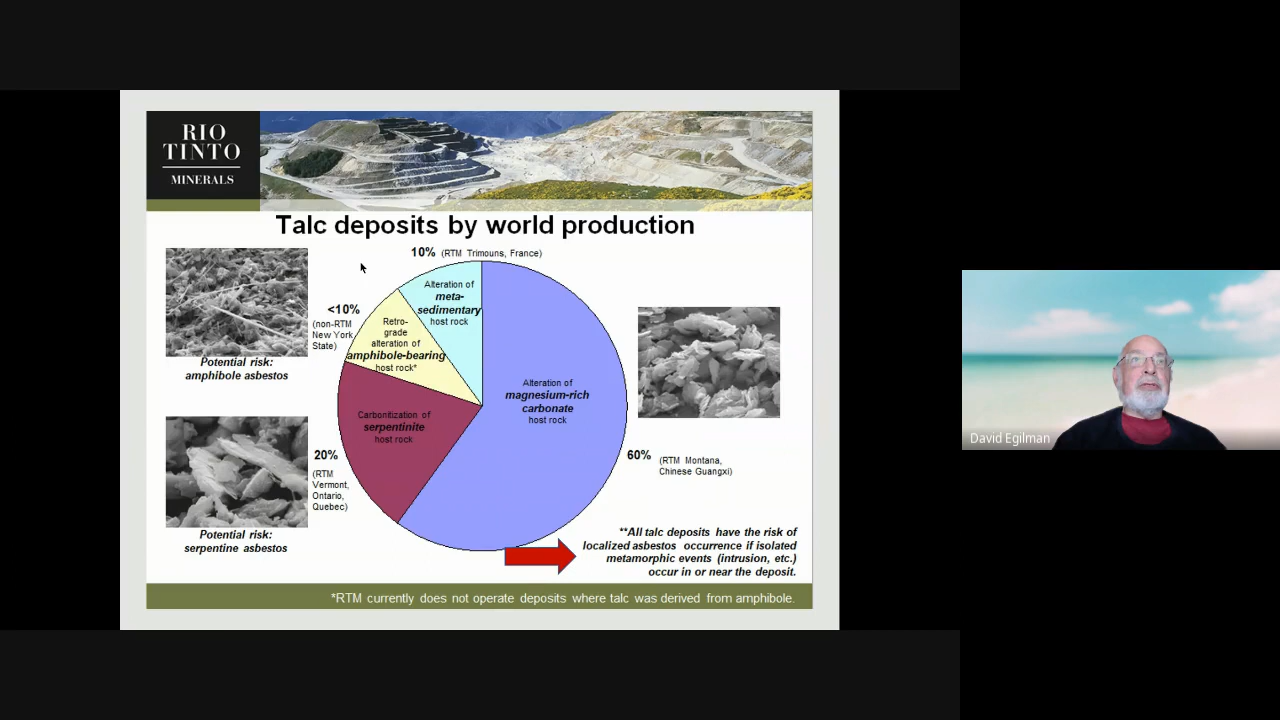 RIO
TINTO
MINERALS
Talc deposits by world production
10% (RTM Trimouns, France)
Alteration of
meta-
sedimentary
host rock
<10%
(non-RTM
New York
State)
Retro-
grade
alteration of
amphibole-bearing
host rock*
Potential risk:
amphibole asbestos
Alteration of
magnesium-rich
carbonate
host rock
Carbonitization of
serpentinite
host rock
20%
(RTM
Vermont,
Ontario,
Quebec)
60% (RTM Montana,
Chinese Guangxi)
Potential risk:
serpentine asbestos
**All talc deposits have the risk of
localized asbestos occurrence if isolated
metamorphic events (intrusion, etc.)
occur in or near the deposit.
*RTM currently does not operate deposits where talc was derived from amphibole.
David Egilman